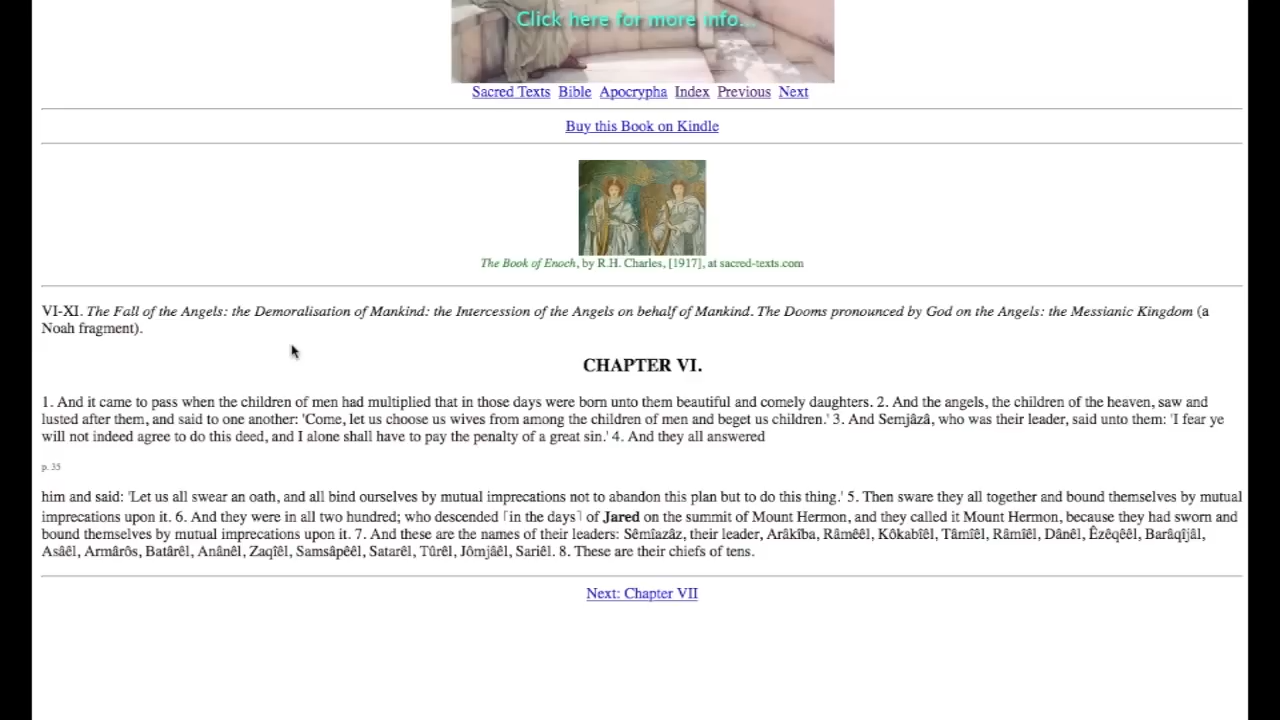 Click here for more info...
Sacred Texts  Bible  Apocrypha  Index  Previous  Next
Buy this Book on Kindle
The Book of Enoch, by R.H. Charles, [1917], at sacred-texts.com
VI-XI. The Fall of the Angels: the Demoralisation of Mankind: the Intercession of the Angels on behalf of Mankind. The Dooms pronounced by God on the Angels: the Messianic Kingdom (a
Noah fragment).
CHAPTER VI.
1. And it came to pass when the children of men had multiplied that in those days were born unto them beautiful and comely daughters. 2. And the angels, the children of the heaven, saw and
lusted after them, and said to one another: 'Come, let us choose us wives from among the children of men and beget us children.' 3. And Semjâzâ, who was their leader, said unto them: 'I fear ye
will not indeed agree to do this deed, and I alone shall have to pay the penalty of a great sin.' 4. And they all answered
p. 35
him and said: 'Let us all swear an oath, and all bind ourselves by mutual imprecations not to abandon this plan but to do this thing.' 5. Then sware they all together and bound themselves by mutual
imprecations upon it. 6. And they were in all two hundred; who descended ⌈in the days⌉ of Jared on the summit of Mount Hermon, and they called it Mount Hermon, because they had sworn and
bound themselves by mutual imprecations upon it. 7. And these are the names of their leaders: Sêmîazâz, their leader, Arâkîba, Râmêêl, Kôkabîêl, Tâmîêl, Râmîêl, Dânêl, Êzêqêêl, Barâqîjâl,
Asâêl, Armârôs, Batârêl, Anânêl, Zaqîêl, Samsâpêêl, Satarêl, Tûrêl, Jômjâêl, Sariêl. 8. These are their chiefs of tens.
Next: Chapter VII